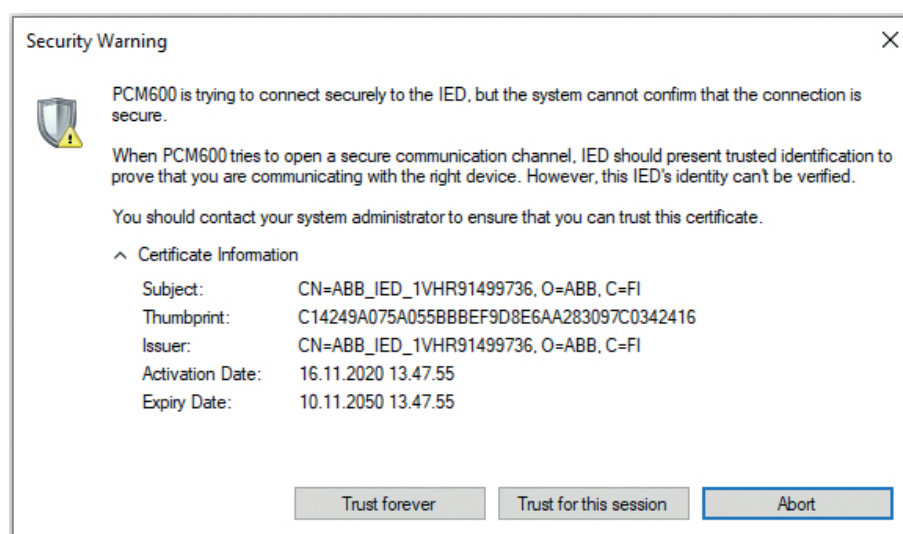 Security Warning
PCM600 is trying to connect securely to the IED, but the system cannot confirm that the connection is
secure.
When PCM600 tries to open a secure communication channel, IED should present trusted identification to
prove that you are communicating with the right device. However, this IED's identity can't be verified.
You should contact your system administrator to ensure that you can trust this certificate.
Certificate Information
Subject: CN=ABB_IED_1VHR91499736, O=ABB, C=FI
Thumbprint: C14249A075A055BBBEF9D8E6AA283097C0342416
Issuer: CN=ABB_IED_1VHR91499736, O=ABB, C=FI
Activation Date: 16.11.2020 13.47.55
Expiry Date: 10.11.2050 13.47.55
Trust forever Trust for this session Abort